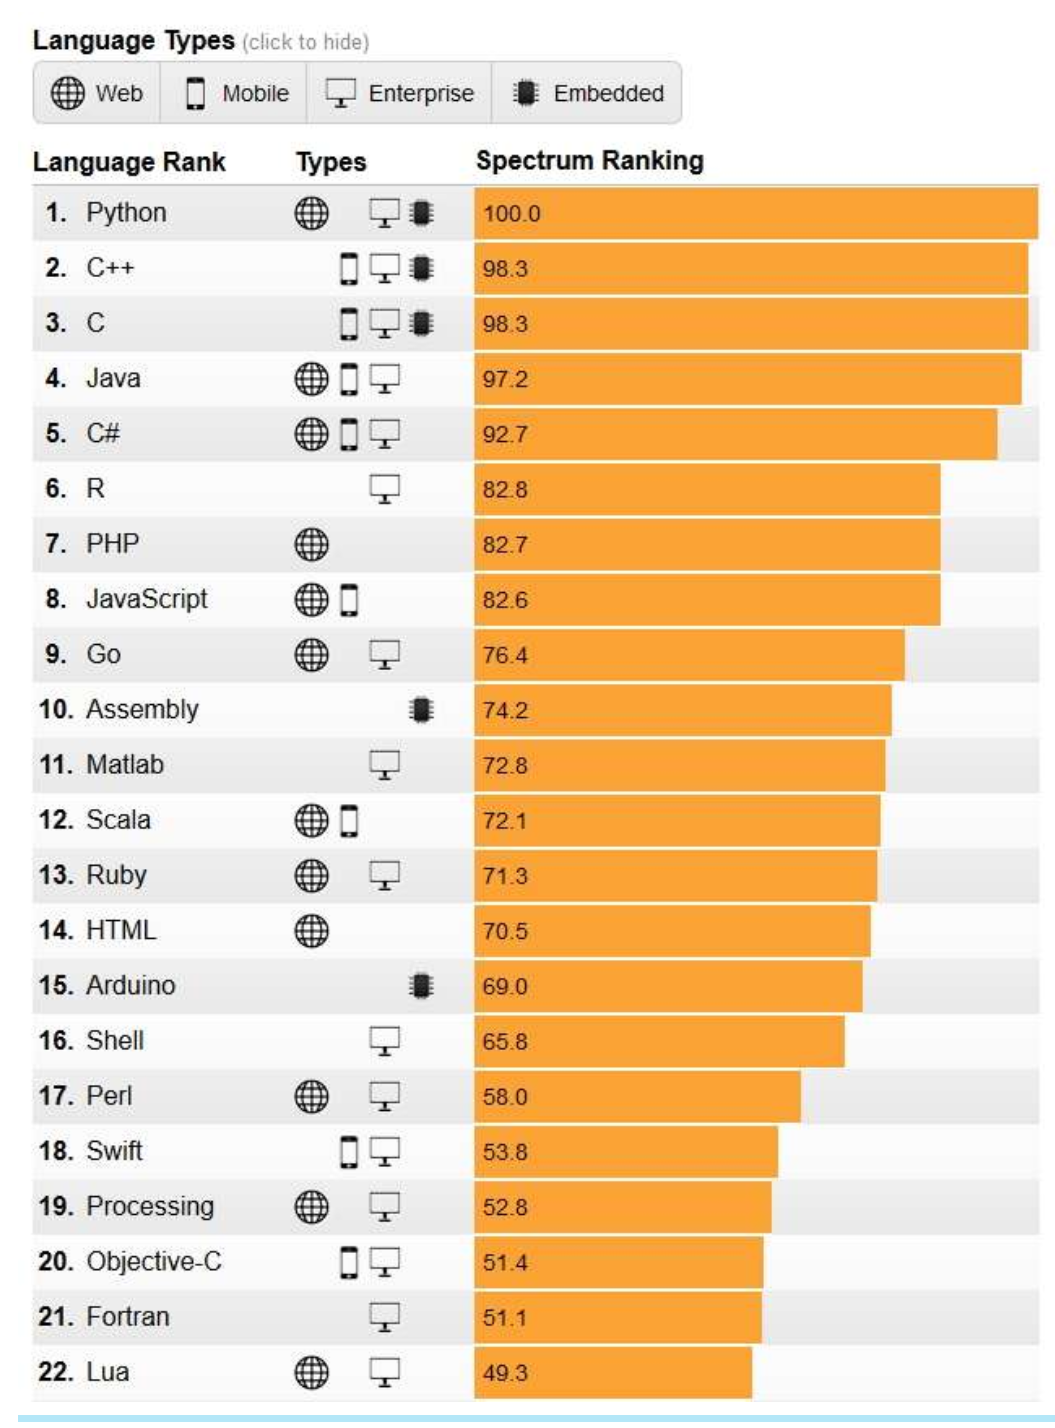 Language Types (click to hide)
Web Mobile Enterprise Embedded
Language Rank Types Spectrum Ranking
1. Python 100.0
2. C++ 98.3
3. C 98.3
4. Java 97.2
5. C# 92.7
6. R 82.8
7. PHP 82.7
8. JavaScript 82.6
9. Go 76.4
10. Assembly 74.2
11. Matlab 72.8
12. Scala 72.1
13. Ruby 71.3
14. HTML 70.5
15. Arduino 69.0
16. Shell 65.8
17. Perl 58.0
18. Swift 53.8
19. Processing 52.8
20. Objective-C 51.4
21. Fortran 51.1
22. Lua 49.3